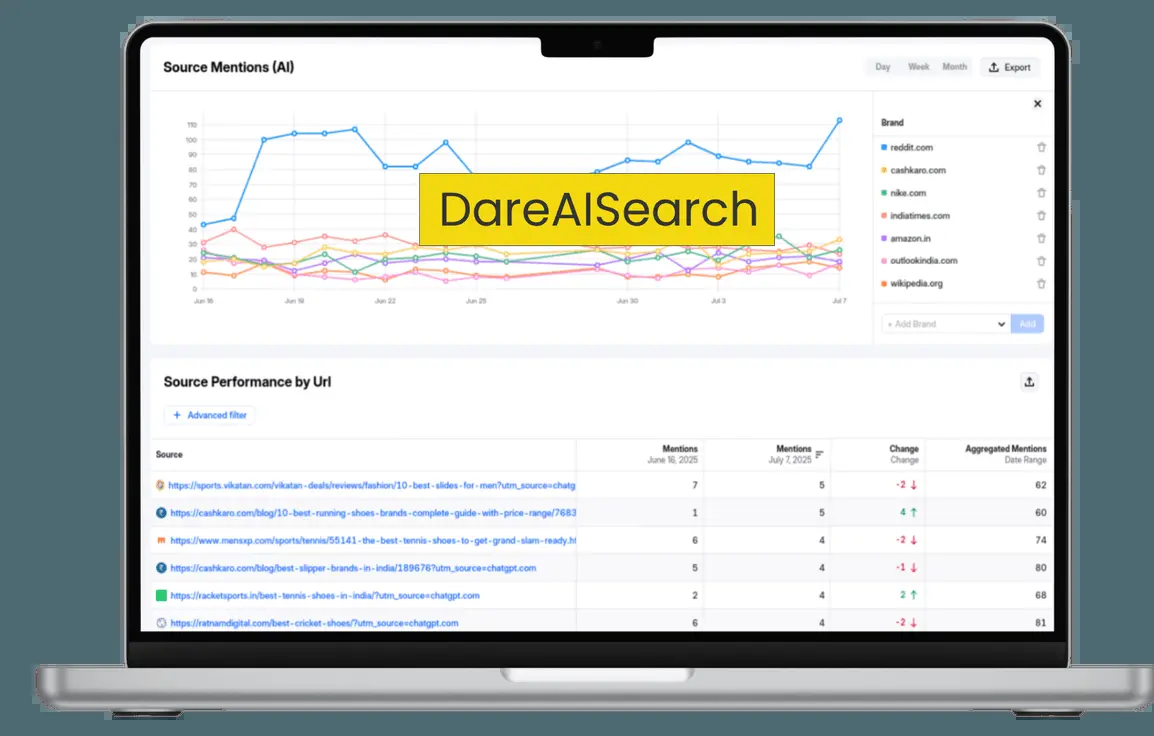 Source Mentions (AI)
Day Week Month Export
Brand
110
100
90
80
70
60
50
40
30
20
10
0
Jun 16 Jun 19 Jun 22 Jun 25 Jun 30 Jul 3 Jul 7
reddit.com
cashkaro.com
nike.com
indiatimes.com
amazon.in
outlookindia.com
wikipedia.org
+ Add Brand Add
DareAISearch
Source Performance by Url
+ Advanced filter
Source Mentions Mentions Change Aggregated Mentions
June 16, 2025 July 7, 2025 Change Date Range
https://sports.vikatan.com/vikatan-deals/reviews/fashion/10-best-slides-for-men?utm_source=chatg 7 5 -2 ↓ 62
https://cashkaro.com/blog/10-best-running-shoes-brands-complete-guide-with-price-range/7683 1 5 4 ↑ 60
https://www.mensxp.com/sports/tennis/55141-the-best-tennis-shoes-to-get-grand-slam-ready.ht 6 4 -2 ↓ 74
https://cashkaro.com/blog/best-slipper-brands-in-india/189676?utm_source=chatgpt.com 5 4 -1 ↓ 80
https://racketsports.in/best-tennis-shoes-in-india/?utm_source=chatgpt.com 2 4 2 ↑ 68
https://ratnamdigital.com/best-cricket-shoes/?utm_source=chatgpt.com 6 4 -2 ↓ 81